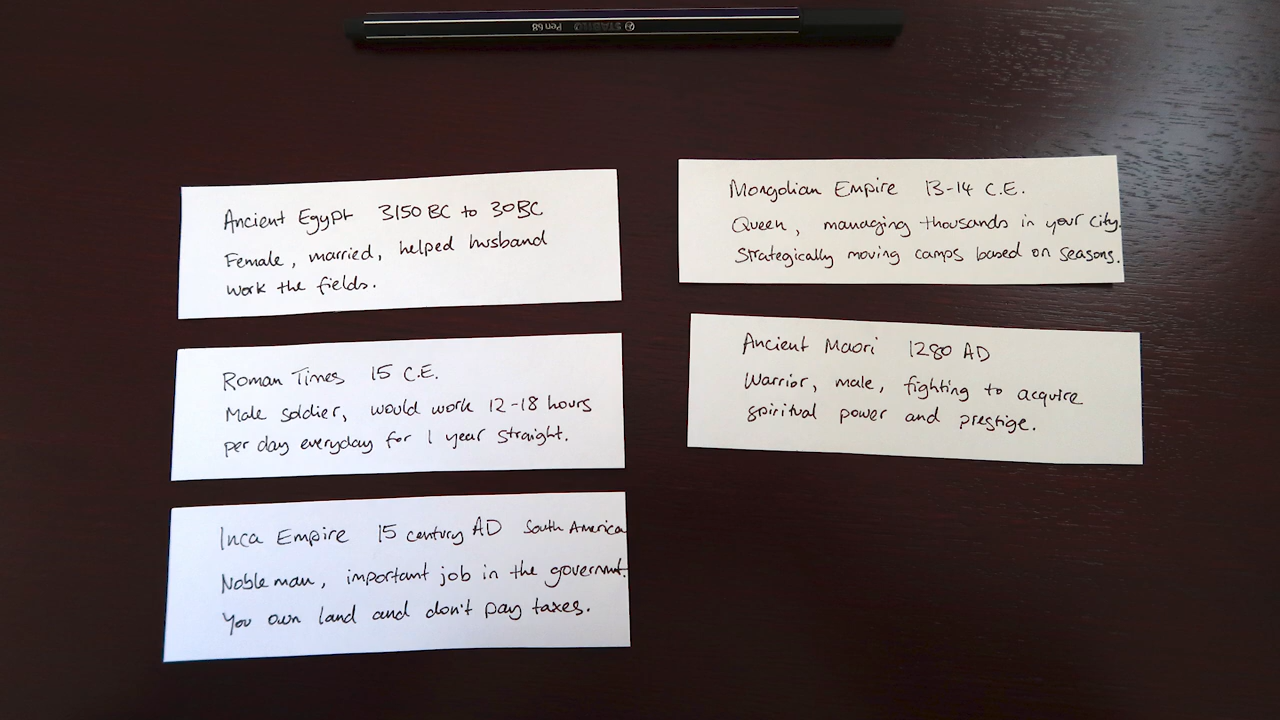 STABILO Pen 68
Ancient Egypt 3150 BC to 30BC
Female, married, helped husband
work the fields.
Roman Times 15 C.E.
Male soldier, would work 12-18 hours
per day everyday for 1 year straight.
Inca Empire 15 century AD South America
Noble man, important job in the governmt.
You own land and don't pay taxes.
Mongolian Empire 13-14 C.E.
Queen, managing thousands in your city.
Strategically moving camps based on seasons.
Ancient Maori 1280 AD
Warrior, male, fighting to acquire
spiritual power and prestige.